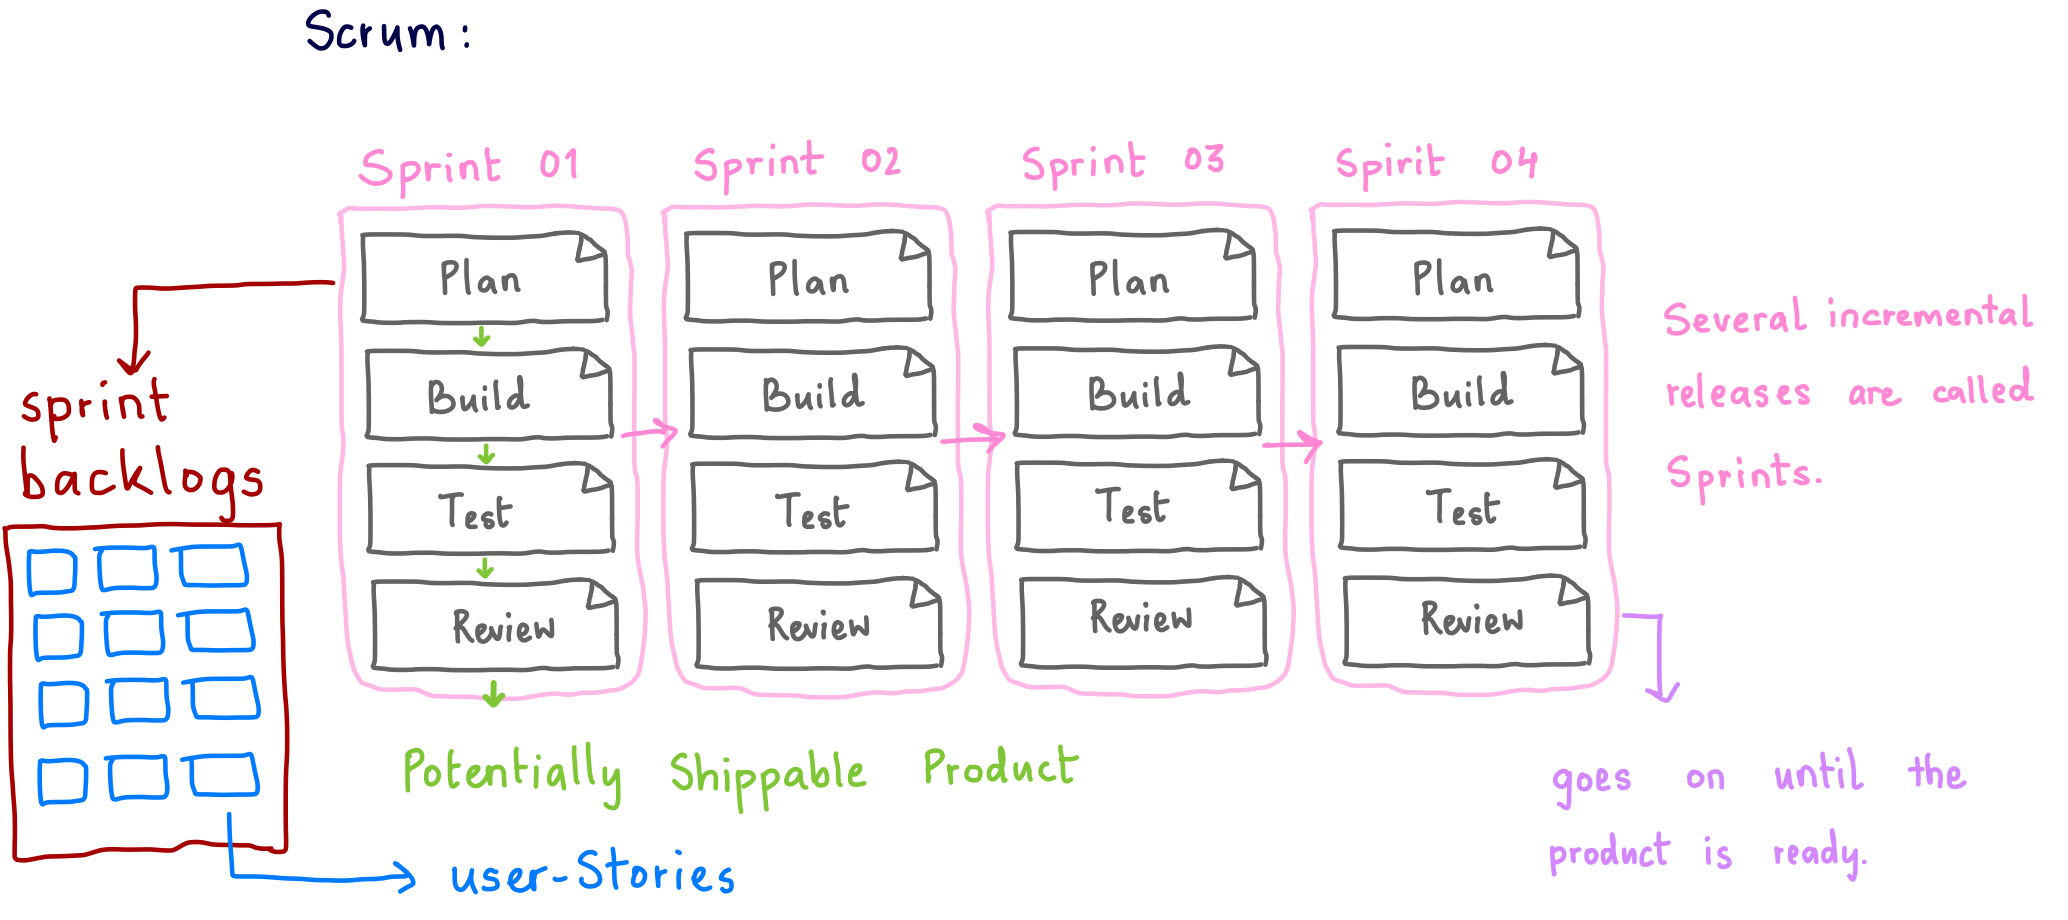 Scrum:
Sprint 01
Sprint 02
Sprint 03
Spirit 04
Plan
Build
Test
Review
Plan
Build
Test
Review
Plan
Build
Test
Review
Plan
Build
Test
Review
sprint
backlogs
Several incremental
releases are called
Sprints.
Potentially Shippable Product
goes on until the
product is ready.
user-Stories